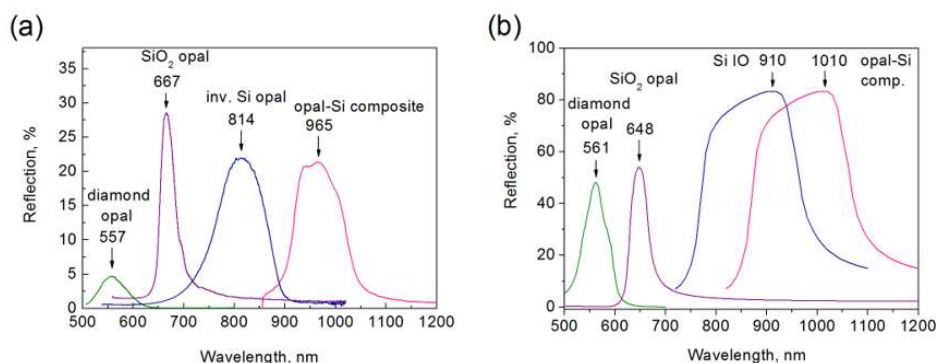 (a)
Reflection, %
35
30
25
20
15
10
5
0
SiO₂ opal
667
inv. Si opal
814
opal-Si composite
965
diamond
opal
557
500 600 700 800 900 1000 1100 1200
Wavelength, nm
(b)
Reflection, %
100
80
60
40
20
0
Si IO 910 1010 opal-Si
comp.
SiO₂ opal
648
diamond
opal
561
500 600 700 800 900 1000 1100 1200
Wavelength, nm